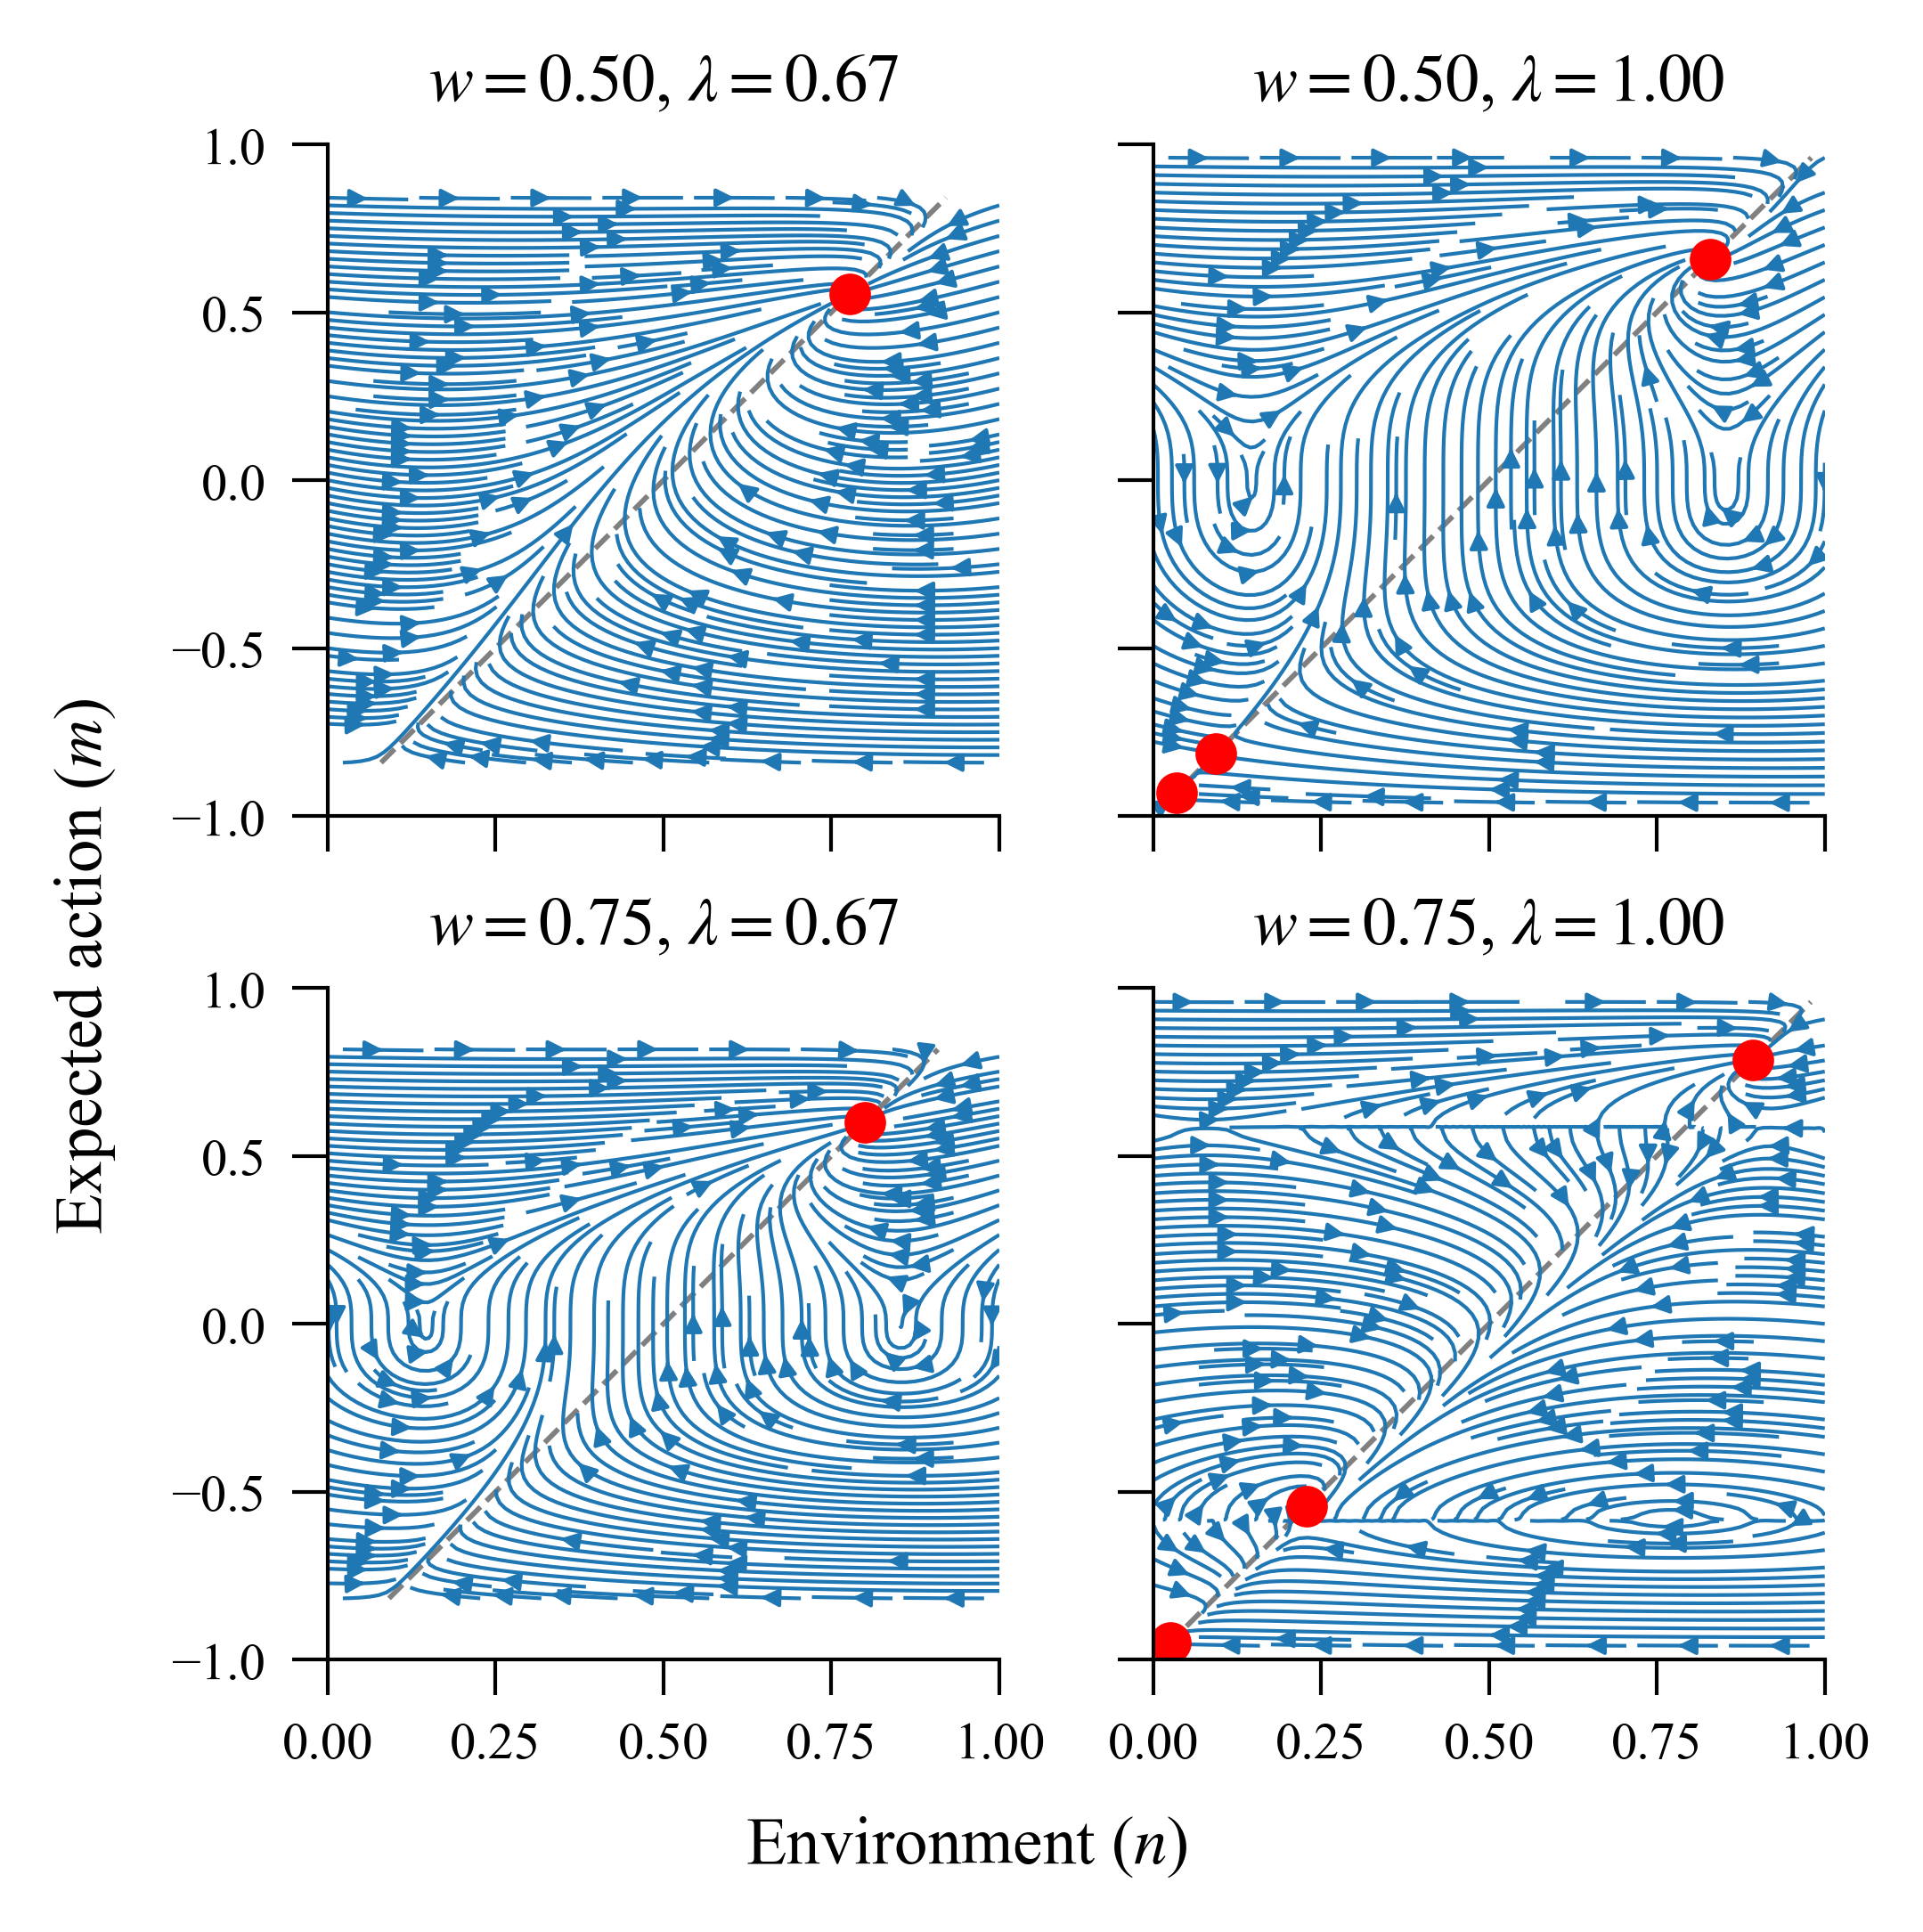 w = 0.50, λ = 0.67
w = 0.50, λ = 1.00
1.0
0.5
0.0
−0.5
−1.0
w = 0.75, λ = 0.67
w = 0.75, λ = 1.00
1.0
0.5
0.0
−0.5
−1.0
0.00 0.25 0.50 0.75 1.00
0.00 0.25 0.50 0.75 1.00
Expected action (m)
Environment (n)